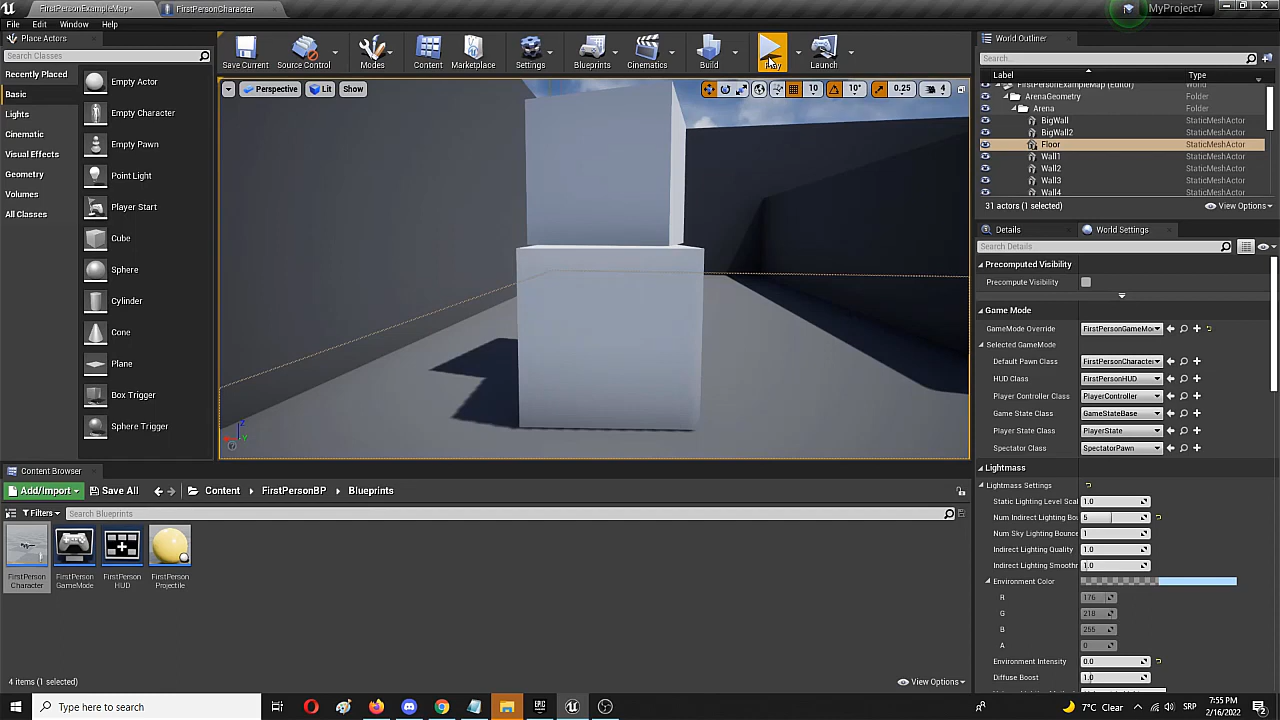 FirstPersonExampleMap•
FirstPersonCharacter
MyProject7
File Edit Window Help
Place Actors
Search Classes
Recently Placed
Basic
Lights
Cinematic
Visual Effects
Geometry
Volumes
All Classes
Empty Actor
Empty Character
Empty Pawn
Point Light
Player Start
Cube
Sphere
Cylinder
Cone
Plane
Box Trigger
Sphere Trigger
Save Current
Source Control
Modes
Content
Marketplace
Settings
Blueprints
Cinematics
Build
Play
Launch
Perspective Lit Show
10 10° 0.25 4
World Outliner
Search...
Label Type
FirstPersonExampleMap (Editor) World
ArenaGeometry Folder
Arena Folder
BigWall StaticMeshActor
BigWall2 StaticMeshActor
Floor StaticMeshActor
Wall1 StaticMeshActor
Wall2 StaticMeshActor
Wall3 StaticMeshActor
Wall4 StaticMeshActor
31 actors (1 selected) View Options
Details World Settings
Search Details
Precomputed Visibility
Precompute Visibility
Game Mode
GameMode Override FirstPersonGameMo
Selected GameMode
Default Pawn Class FirstPersonCharacte
HUD Class FirstPersonHUD
Player Controller Class PlayerController
Game State Class GameStateBase
Player State Class PlayerState
Spectator Class SpectatorPawn
Lightmass
Lightmass Settings
Static Lighting Level Scal 1.0
Num Indirect Lighting Bou 5
Num Sky Lighting Bounce 1
Indirect Lighting Quality 1.0
Indirect Lighting Smoothn 1.0
Environment Color
R 176
G 218
B 255
A 0
Environment Intensity 0.0
Diffuse Boost 1.0
Content Browser
Add/Import Save All Content FirstPersonBP Blueprints
Filters Search Blueprints
FirstPerson Character
FirstPerson GameMode
FirstPerson HUD
FirstPerson Projectile
4 items (1 selected) View Options
Type here to search
7°C Clear
SRP
7:55 PM
2/16/2022